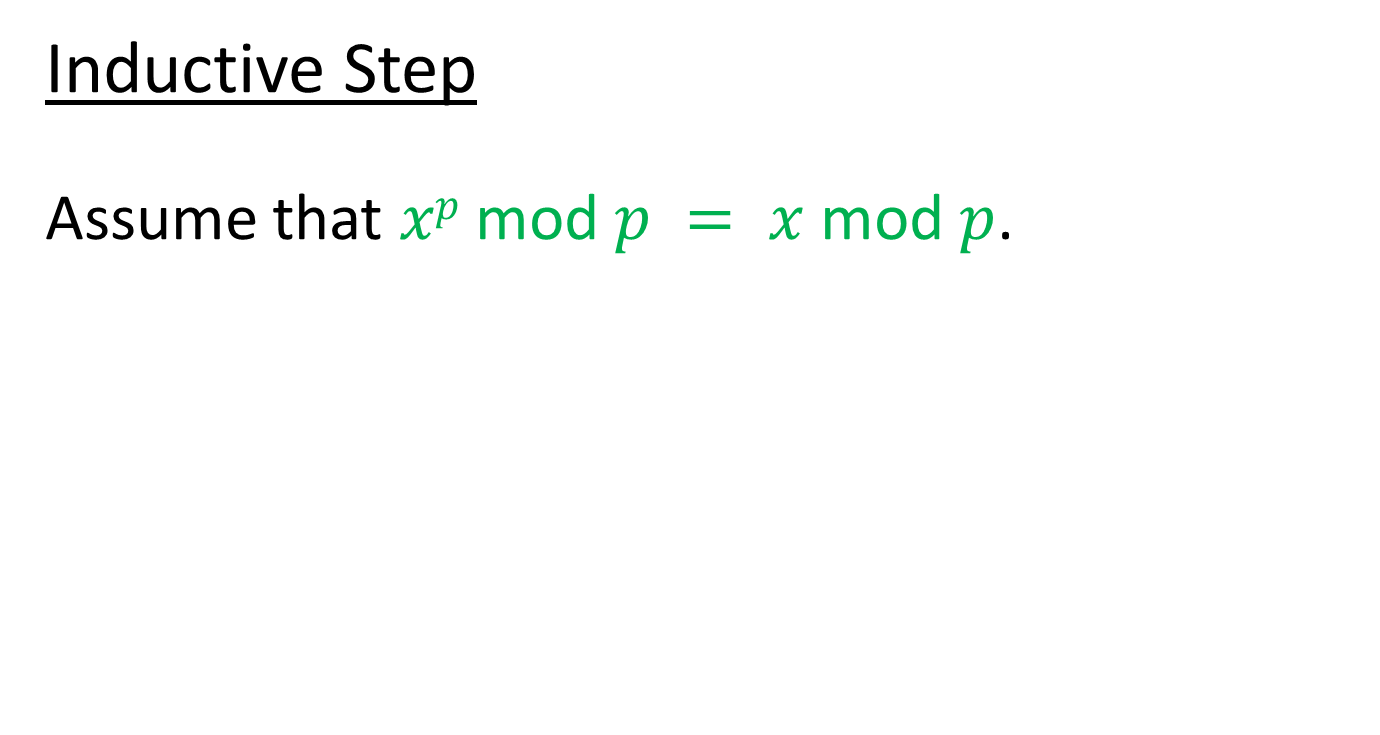 Inductive Step
Assume that 𝑥ᵖ mod 𝑝 = 𝑥 mod 𝑝.